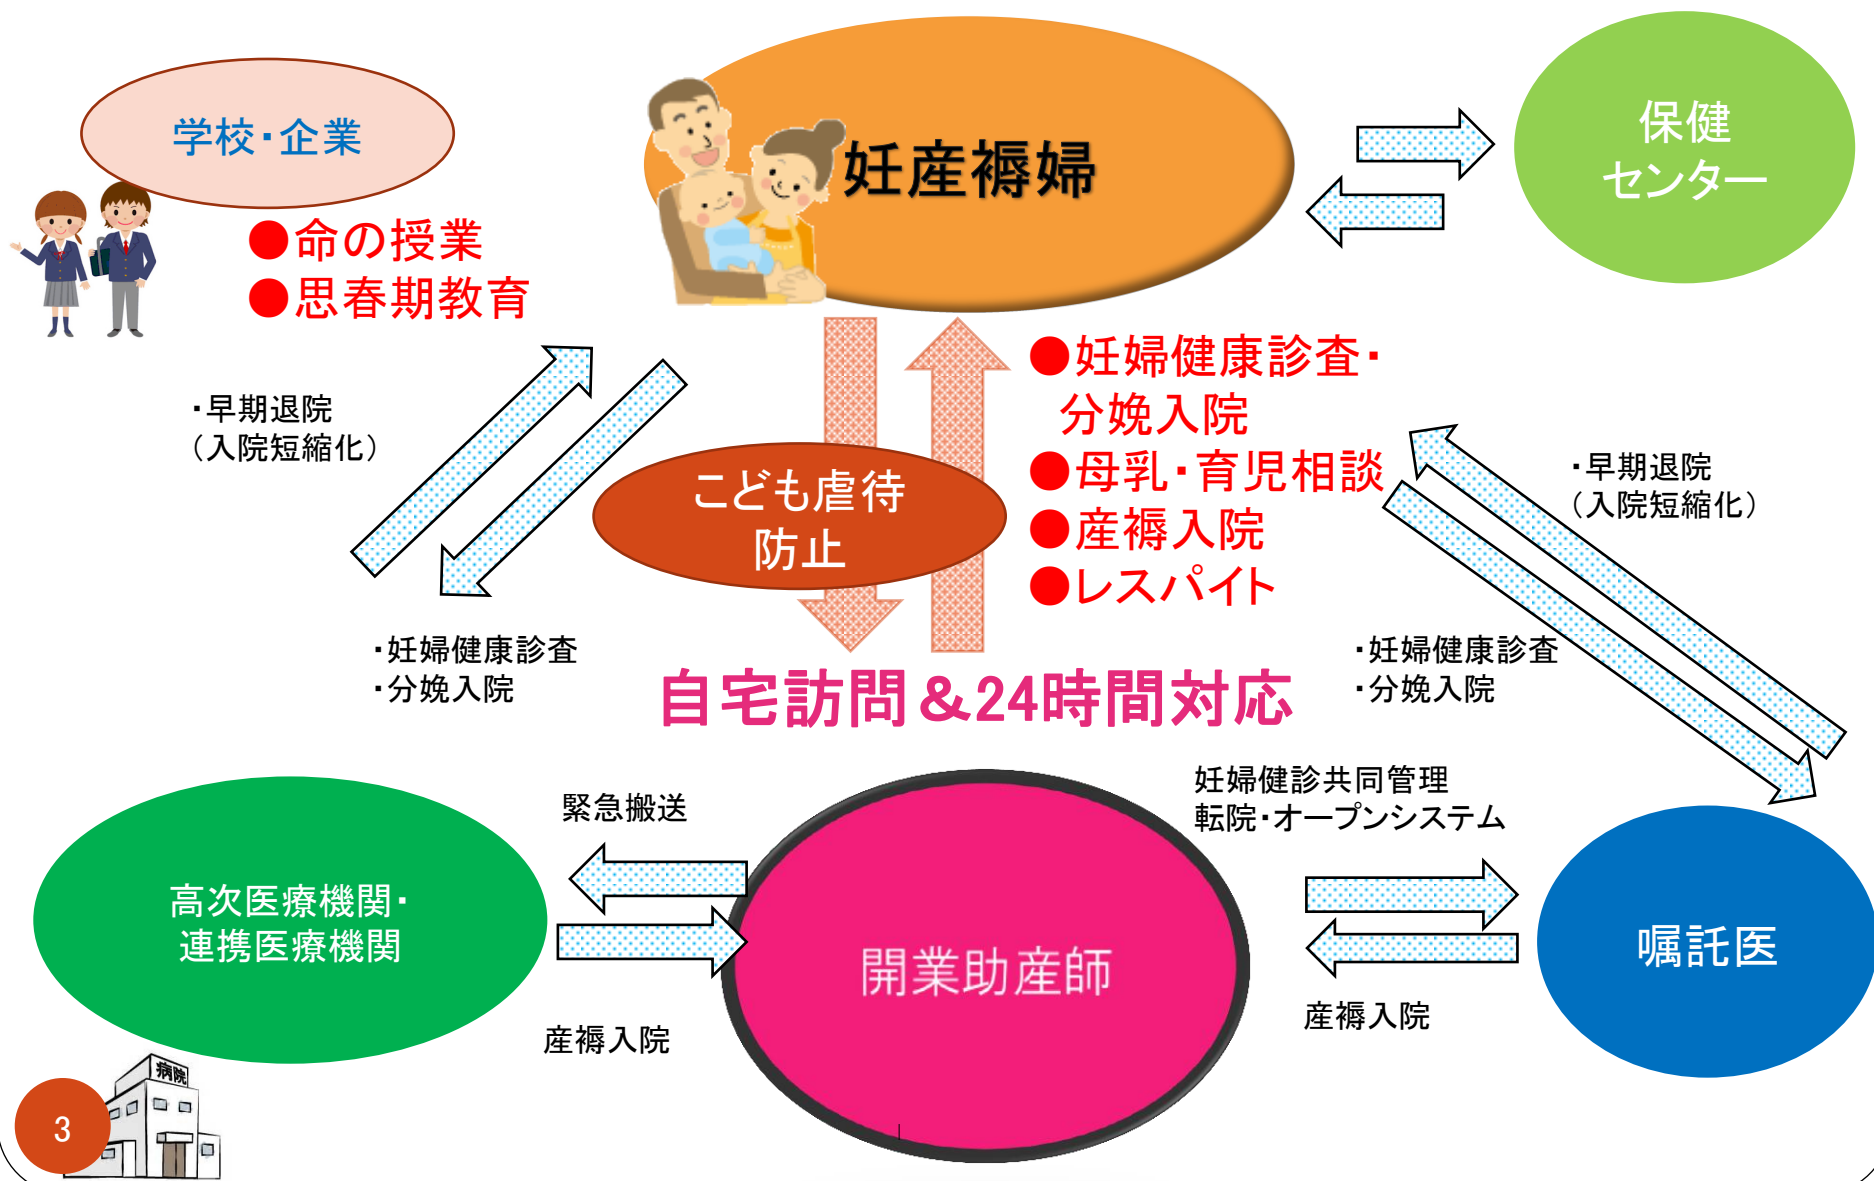 学校・企業
●命の授業
●思春期教育
妊産褥婦
保健
センター
・早期退院
（入院短縮化）
こども虐待
防止
●妊婦健康診査・
分娩入院
●母乳・育児相談
●産褥入院
●レスパイト
・早期退院
（入院短縮化）
・妊婦健康診査
・分娩入院
自宅訪問＆24時間対応
・妊婦健康診査
・分娩入院
緊急搬送
妊婦健診共同管理
転院・オープンシステム
高次医療機関・
連携医療機関
開業助産師
嘱託医
産褥入院
産褥入院
病院
3